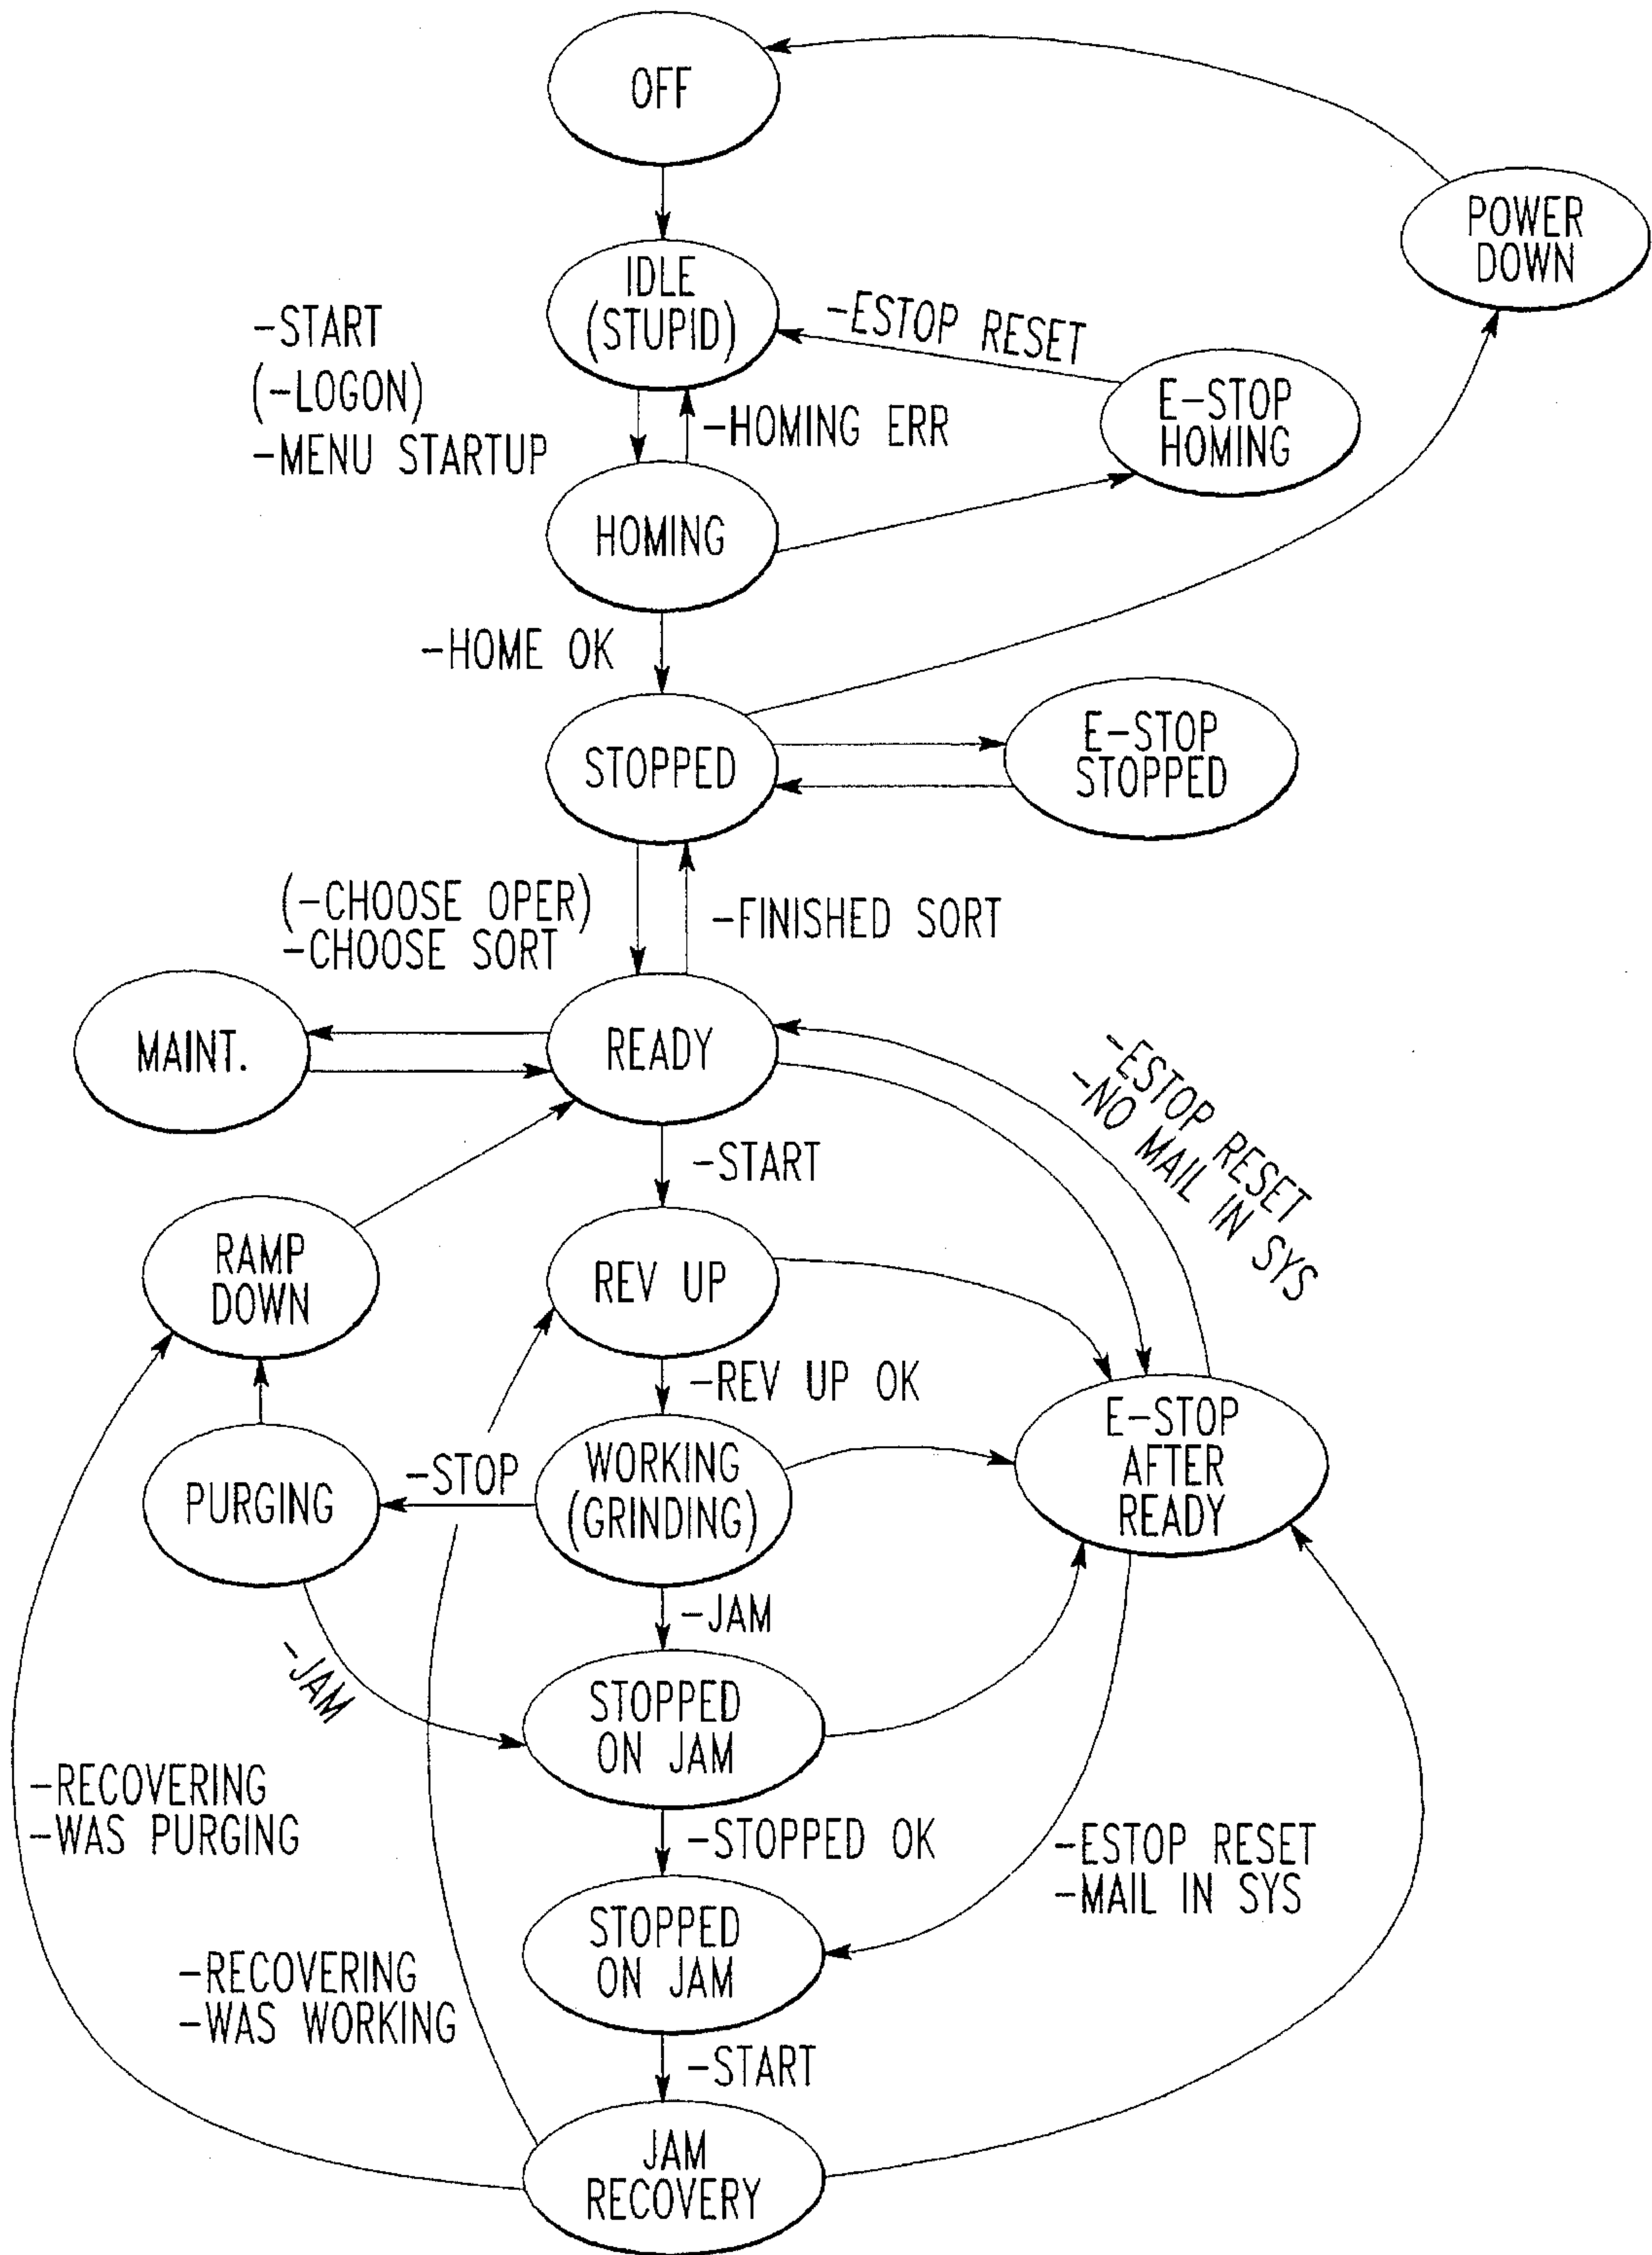 OFF
POWER
DOWN
IDLE
(STUPID)
-START
(-LOGON)
-MENU STARTUP
-ESTOP RESET
E-STOP
HOMING
-HOMING ERR
HOMING
-HOME OK
STOPPED
E-STOP
STOPPED
(-CHOOSE OPER)
-CHOOSE SORT
-FINISHED SORT
MAINT.
READY
-ESTOP RESET
-NO MAIL IN SYS
-START
RAMP
DOWN
REV UP
-REV UP OK
E-STOP
AFTER
READY
PURGING
-STOP
WORKING
(GRINDING)
-JAM
-JAM
STOPPED
ON JAM
-RECOVERING
-WAS PURGING
-STOPPED OK
-ESTOP RESET
-MAIL IN SYS
STOPPED
ON JAM
-RECOVERING
-WAS WORKING
-START
JAM
RECOVERY